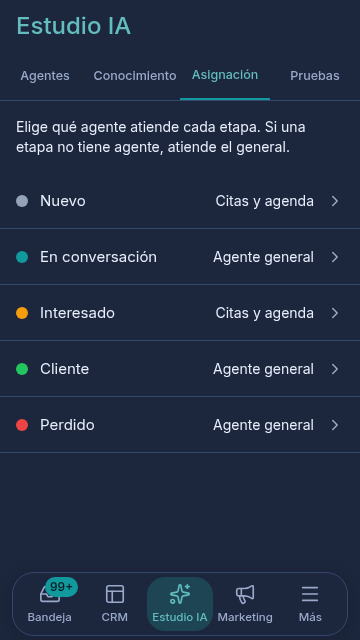 Estudio IA
Agentes
Conocimiento
Asignación
Pruebas
Elige qué agente atiende cada etapa. Si una
etapa no tiene agente, atiende el general.
Nuevo
Citas y agenda
En conversación
Agente general
Interesado
Citas y agenda
Cliente
Agente general
Perdido
Agente general
99+
Bandeja
CRM
Estudio IA
Marketing
Más